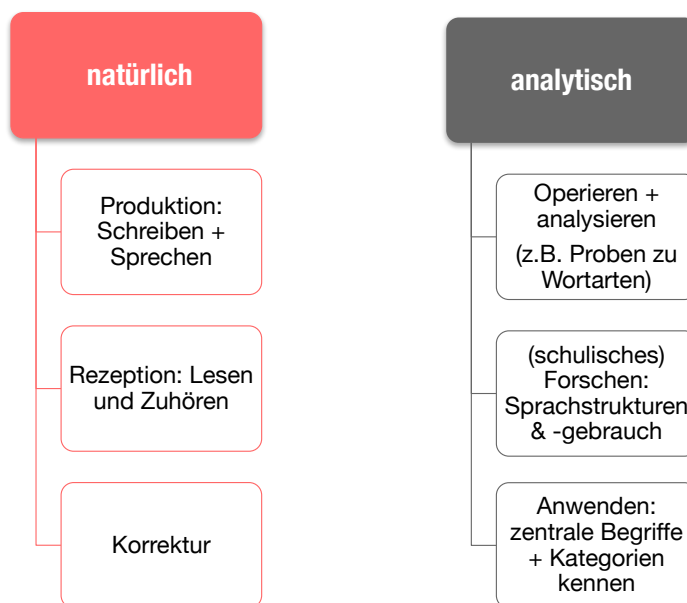 natürlich
Produktion:
Schreiben +
Sprechen
Rezeption: Lesen
und Zuhören
Korrektur
analytisch
Operieren +
analysieren
(z.B. Proben zu
Wortarten)
(schulisches)
Forschen:
Sprachstrukturen
& -gebrauch
Anwenden:
zentrale Begriffe
+ Kategorien
kennen